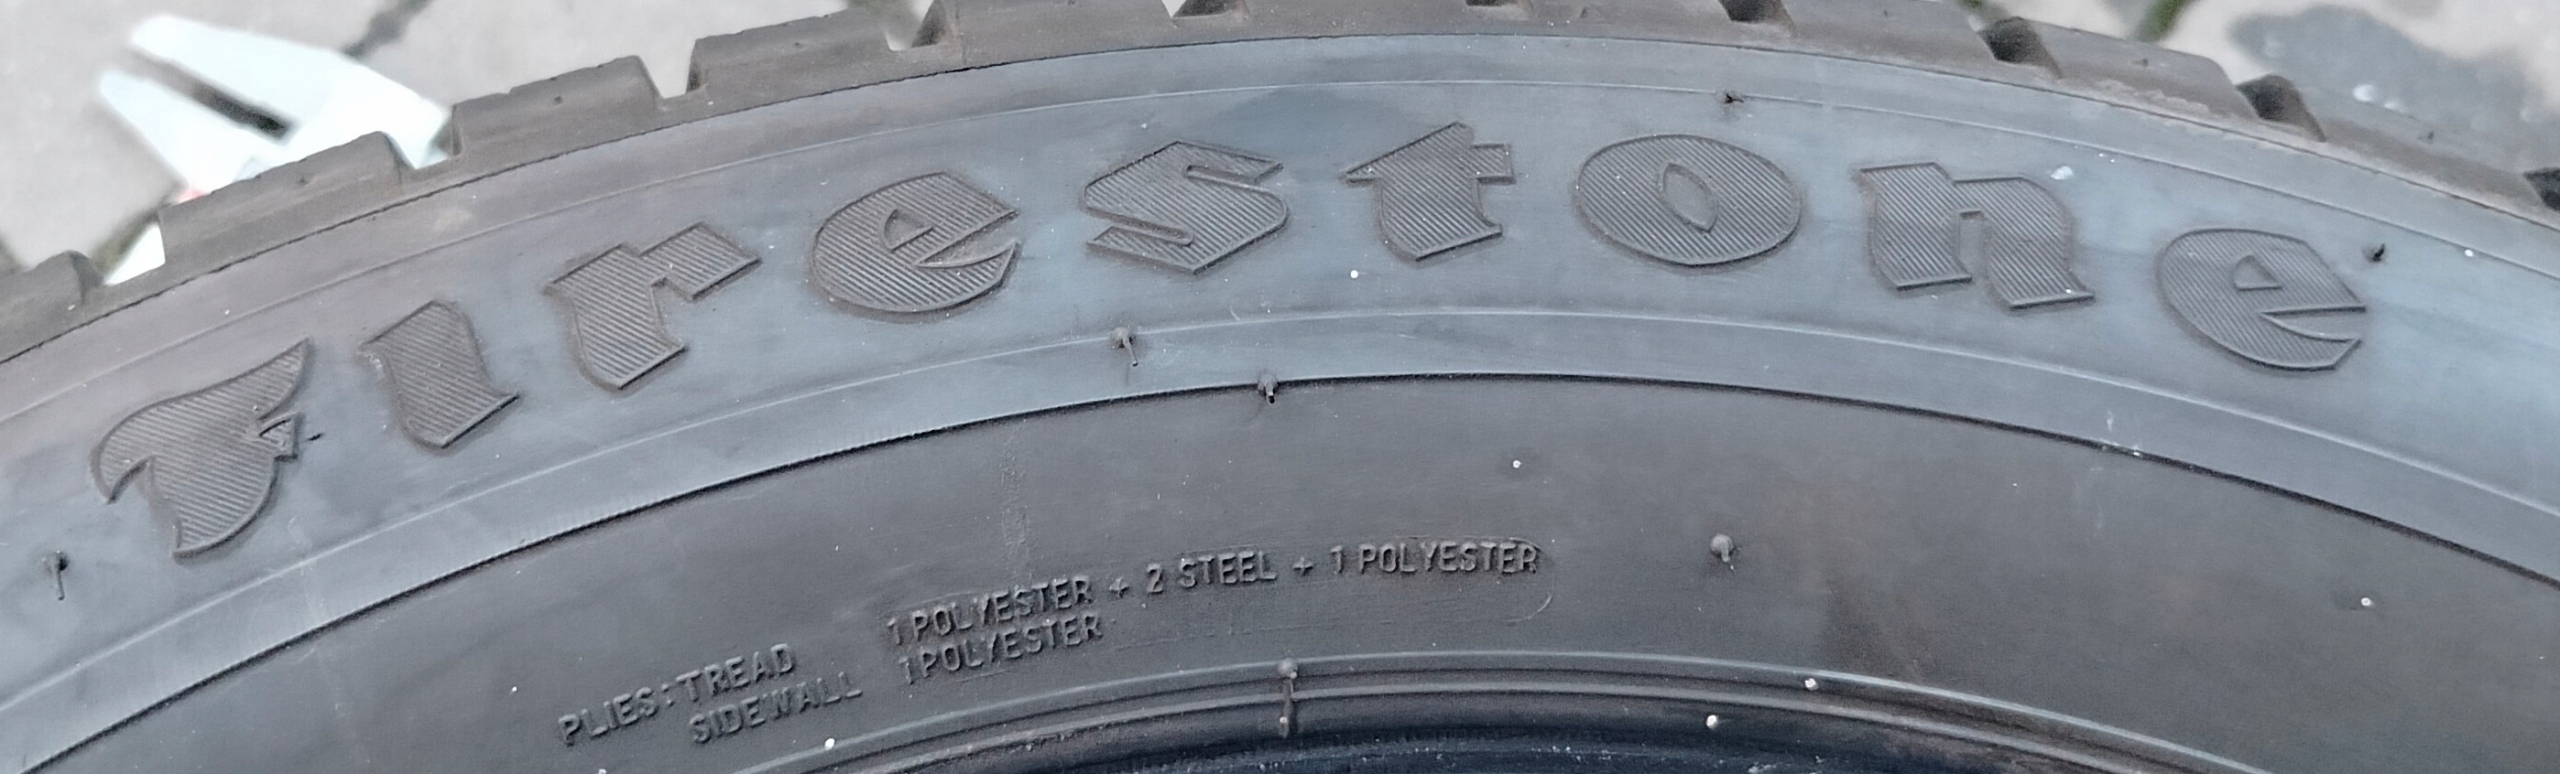 Firestone
PLIES: TREAD 1 POLYESTER + 2 STEEL + 1 POLYESTER
SIDEWALL 1 POLYESTER